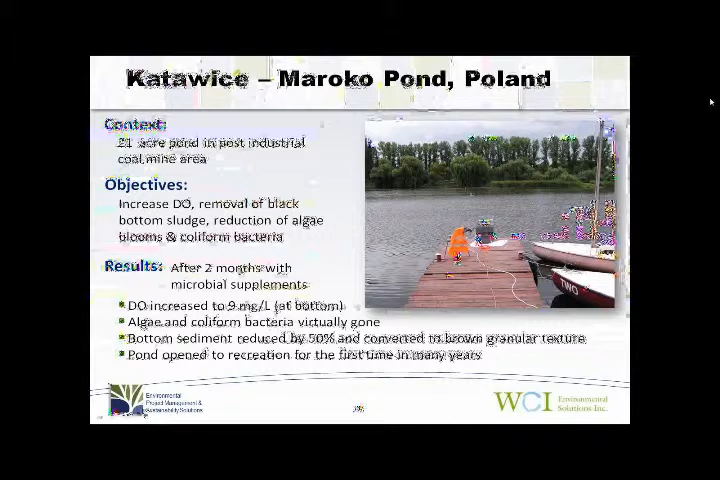 Katawice – Maroko Pond, Poland
Context:
21 acre pond in post industrial
coal mine area
Objectives:
Increase DO, removal of black
bottom sludge, reduction of algae
blooms & coliform bacteria
Results: After 2 months with
microbial supplements
DO increased to 9 mg/L (at bottom)
Algae and coliform bacteria virtually gone
Bottom sediment reduced by 50% and converted to brown granular texture
Pond opened to recreation for the first time in many years
TWO
Environmental
Project Management &
Sustainability Solutions
WCI Environmental
Solutions Inc.